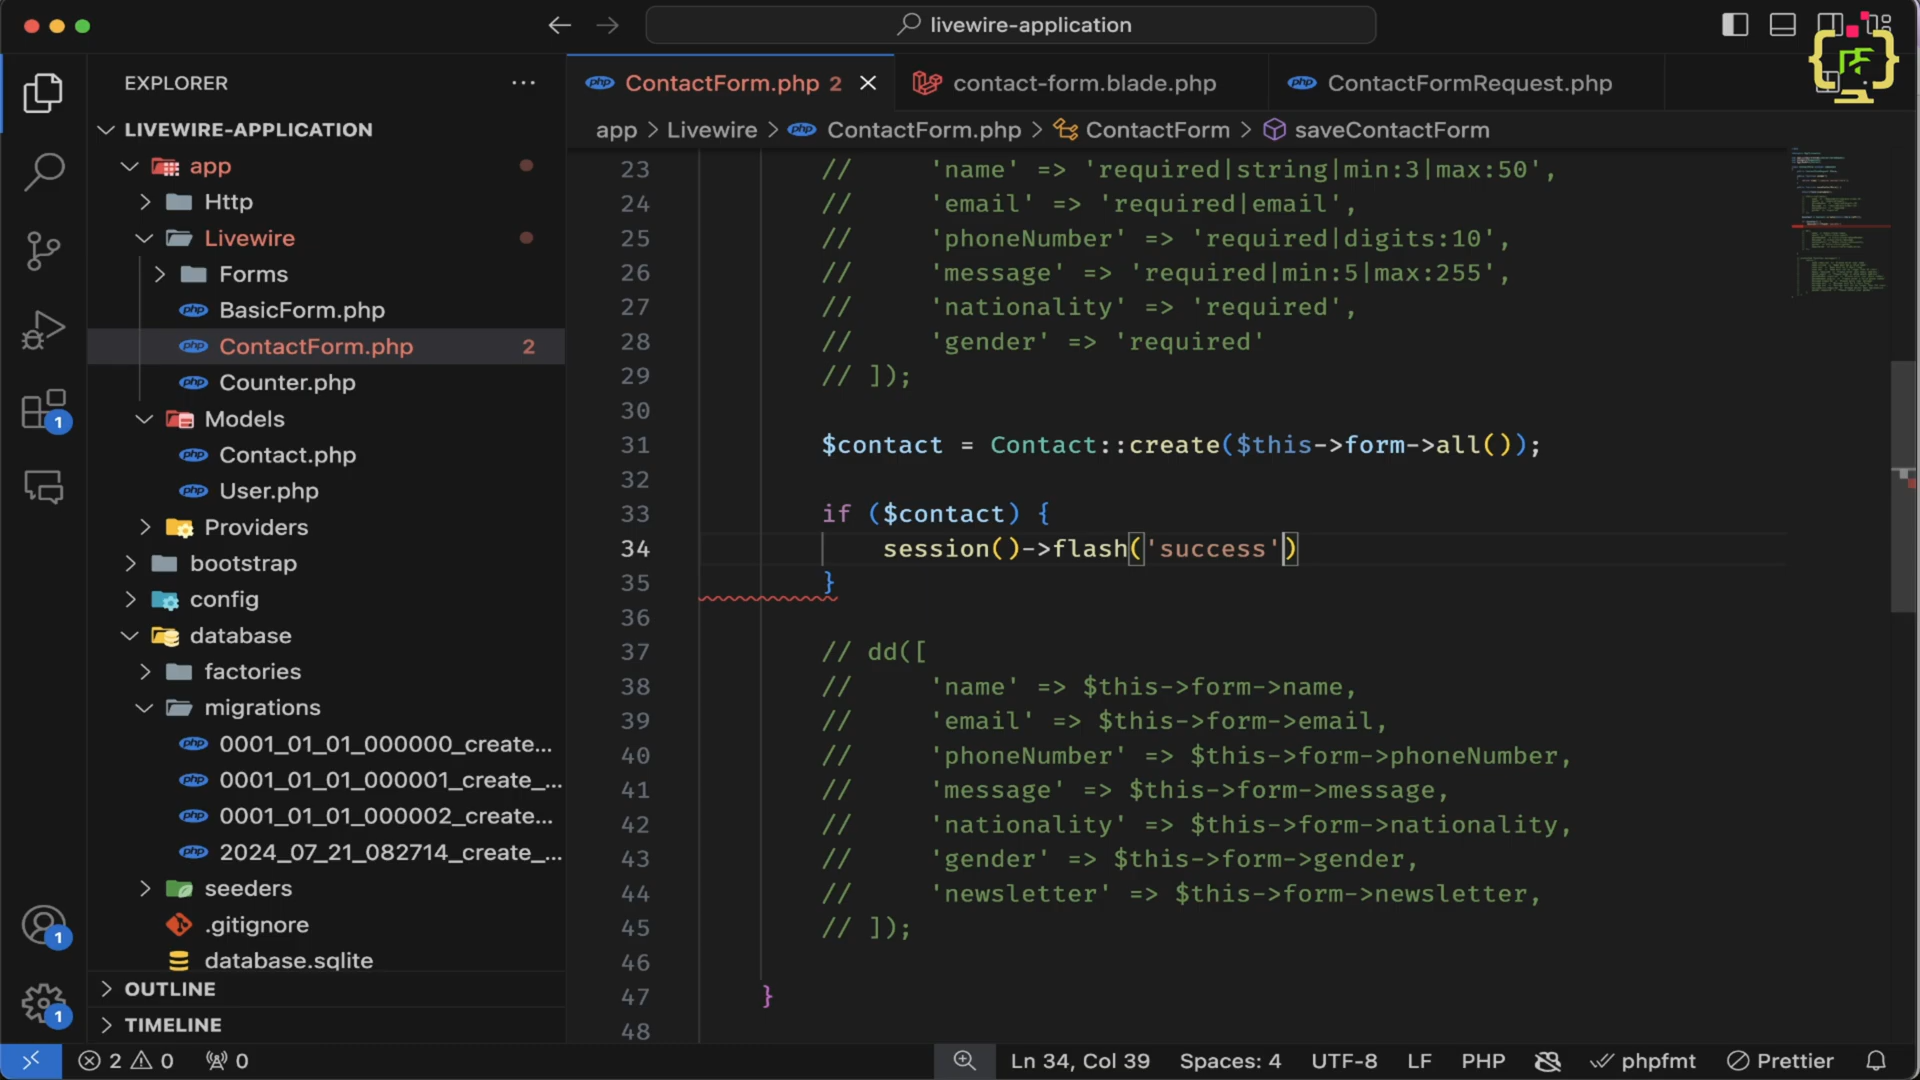 livewire-application
EXPLORER
LIVEWIRE-APPLICATION
app
Http
Livewire
Forms
BasicForm.php
ContactForm.php 2
Counter.php
Models
Contact.php
User.php
Providers
bootstrap
config
database
factories
migrations
0001_01_01_000000_create...
0001_01_01_000001_create_...
0001_01_01_000002_create...
2024_07_21_082714_create_...
seeders
.gitignore
database.sqlite
OUTLINE
TIMELINE
1
1
1
php ContactForm.php 2
contact-form.blade.php
php ContactFormRequest.php
app > Livewire > php ContactForm.php > ContactForm > saveContactForm
23 // 'name' => 'required|string|min:3|max:50',
24 // 'email' => 'required|email',
25 // 'phoneNumber' => 'required|digits:10',
26 // 'message' => 'required|min:5|max:255',
27 // 'nationality' => 'required',
28 // 'gender' => 'required'
29 // ]);
30
31 $contact = Contact::create($this->form->all());
32
33 if ($contact) {
34 session()->flash('success')
35 }
36
37 // dd([
38 // 'name' => $this->form->name,
39 // 'email' => $this->form->email,
40 // 'phoneNumber' => $this->form->phoneNumber,
41 // 'message' => $this->form->message,
42 // 'nationality' => $this->form->nationality,
43 // 'gender' => $this->form->gender,
44 // 'newsletter' => $this->form->newsletter,
45 // ]);
46
47 }
48
2 0 0 Ln 34, Col 39 Spaces: 4 UTF-8 LF PHP phpfmt Prettier